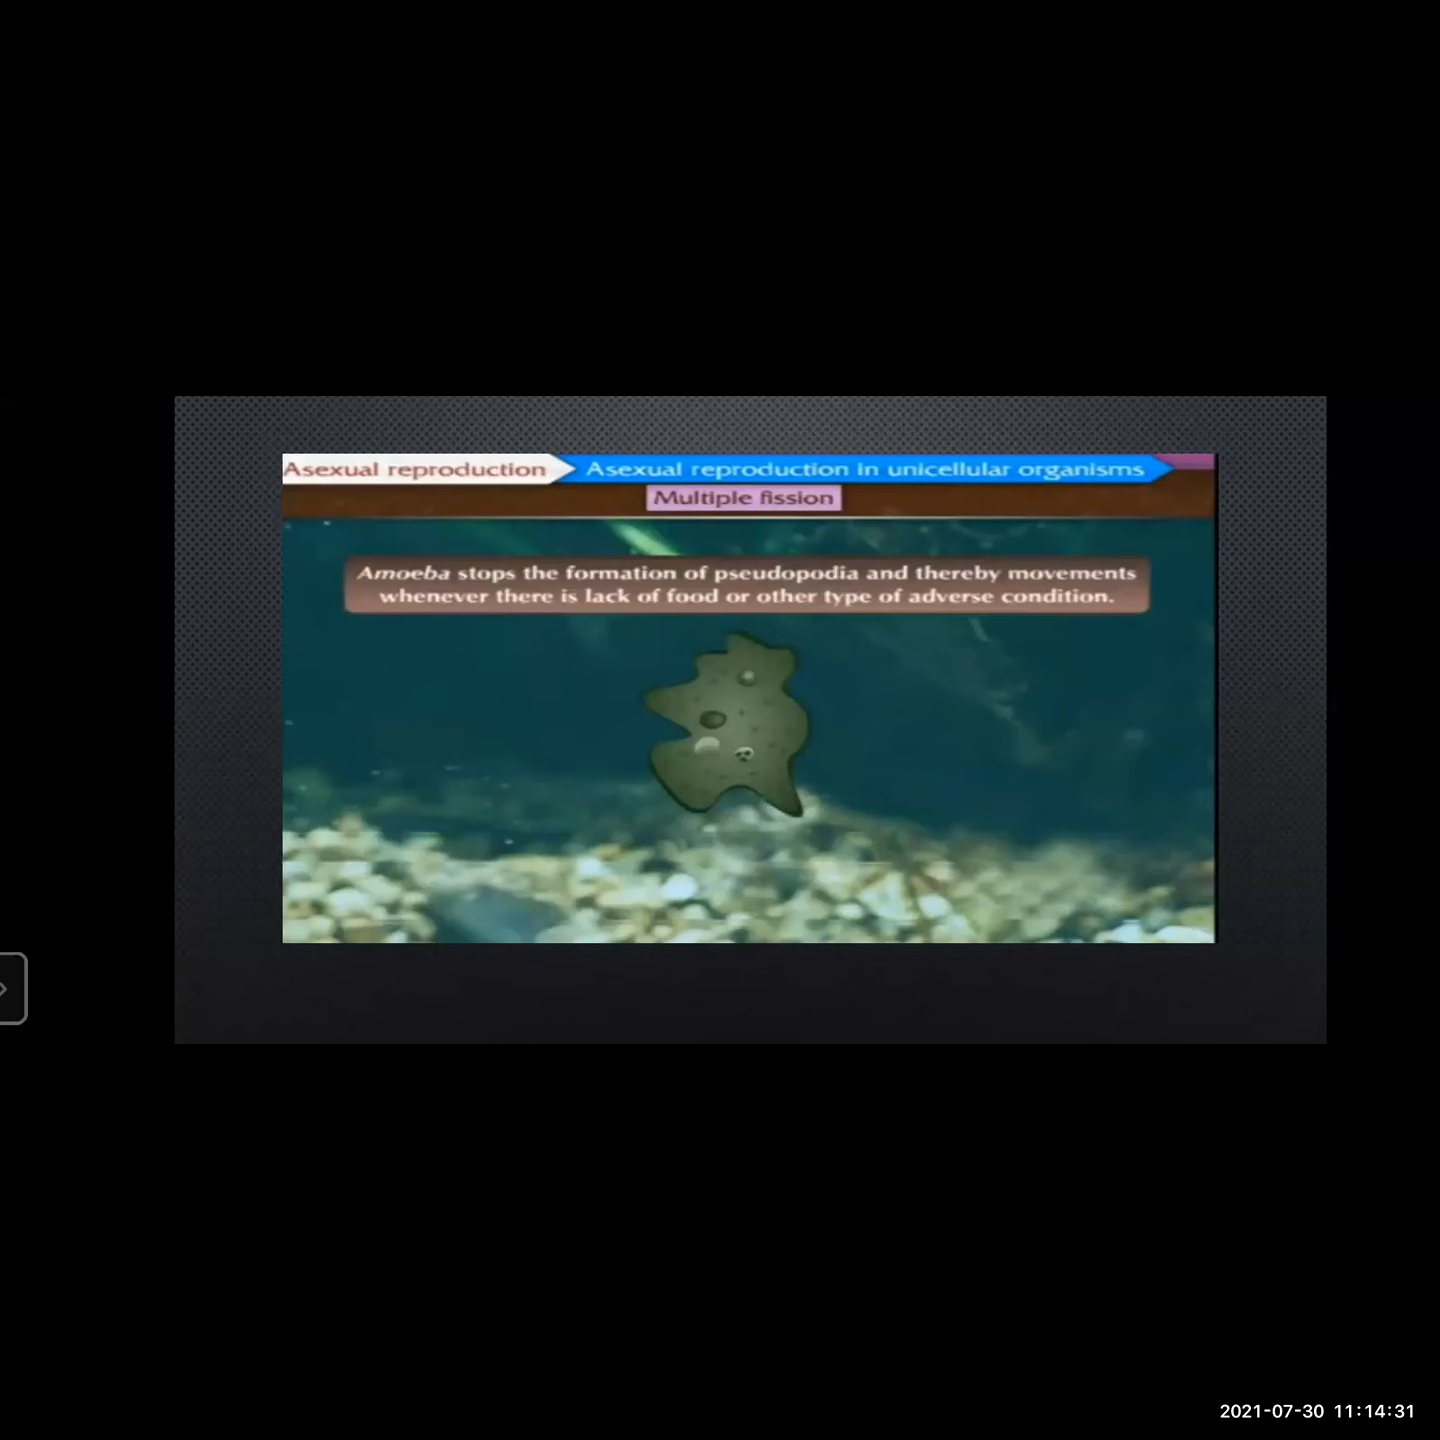 Asexual reproduction
Asexual reproduction in unicellular organisms
Multiple fission
Amoeba stops the formation of pseudopodia and thereby movements
whenever there is lack of food or other type of adverse condition.
2021-07-30 11:14:31